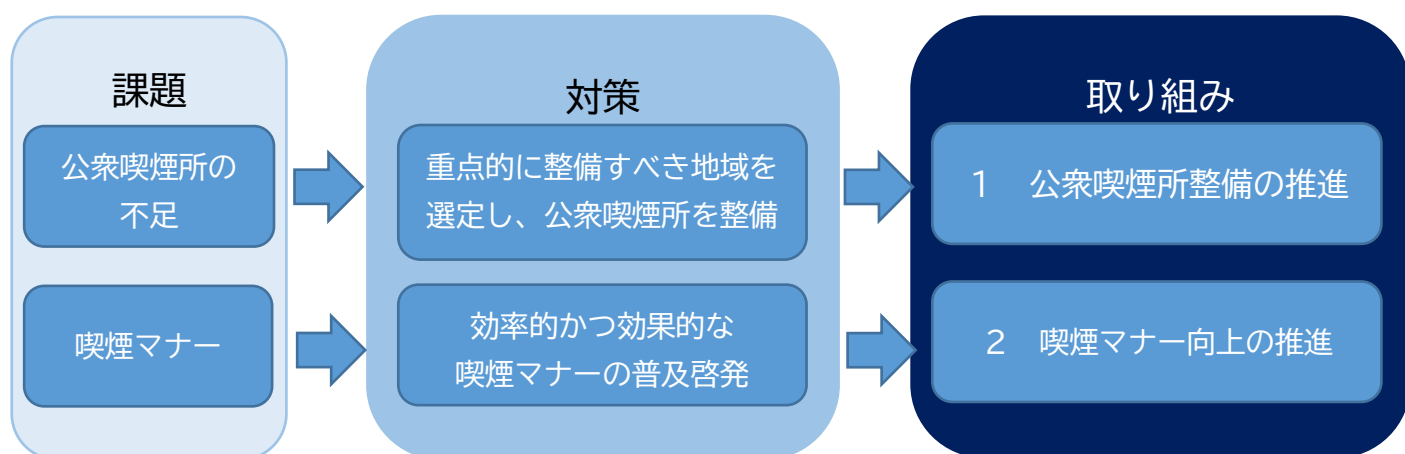 課題
公衆喫煙所の
不足
喫煙マナー
対策
重点的に整備すべき地域を
選定し、公衆喫煙所を整備
効率的かつ効果的な
喫煙マナーの普及啓発
取り組み
1　公衆喫煙所整備の推進
2　喫煙マナー向上の推進